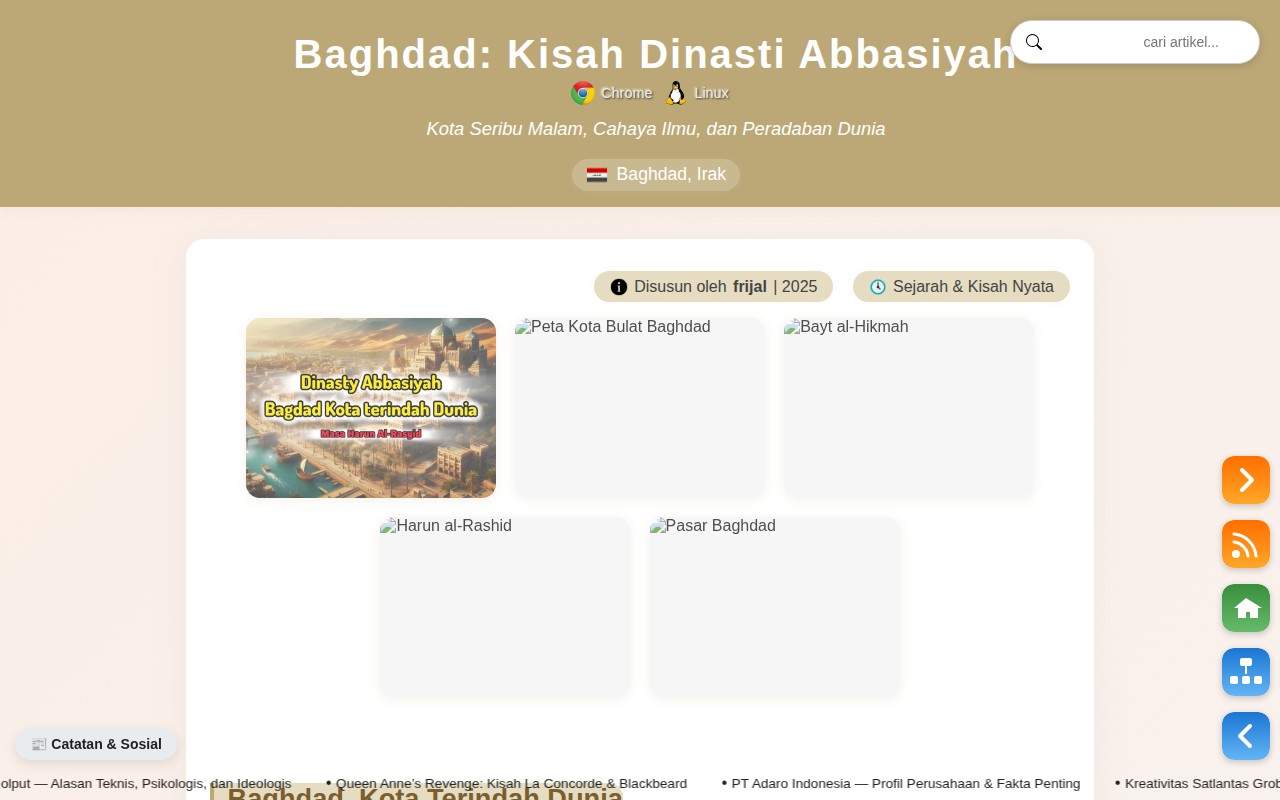 Baghdad: Kisah Dinasti Abbasiyah
cari artikel...
Chrome Linux
Kota Seribu Malam, Cahaya Ilmu, dan Peradaban Dunia
Baghdad, Irak
Disusun oleh frijal | 2025
Sejarah & Kisah Nyata
Dinasty Abbasiyah
Bagdad Kota terindah Dunia
Masa Harun Al-Rasyid
Peta Kota Bulat Baghdad
Bayt al-Hikmah
Harun al-Rashid
Pasar Baghdad
📰 Catatan & Sosial
olput — Alasan Teknis, Psikologis, dan Ideologis • Queen Anne’s Revenge: Kisah La Concorde & Blackbeard • PT Adaro Indonesia — Profil Perusahaan & Fakta Penting • Kreativitas Satlantas Grob
Baghdad, Kota Terindah Dunia